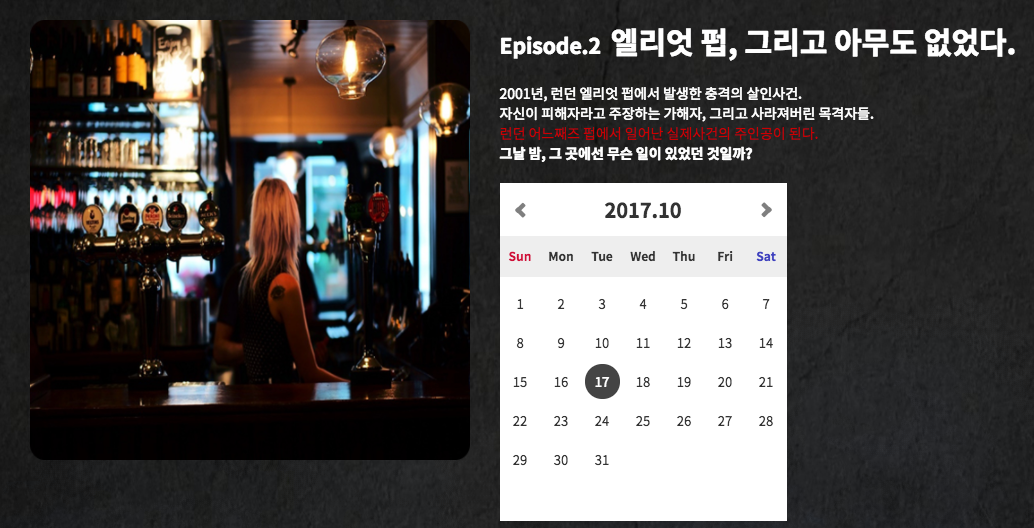 Episode.2 엘리엇 펍, 그리고 아무도 없었다.
2001년, 런던 엘리엇 펍에서 발생한 충격의 살인사건.
자신이 피해자라고 주장하는 가해자, 그리고 사라져버린 목격자들.
런던 어느째즈 펍에서 일어난 실제사건의 주인공이 된다.
그날 밤, 그 곳에선 무슨 일이 있었던 것일까?
2017.10
Sun Mon Tue Wed Thu Fri Sat
1 2 3 4 5 6 7
8 9 10 11 12 13 14
15 16 17 18 19 20 21
22 23 24 25 26 27 28
29 30 31